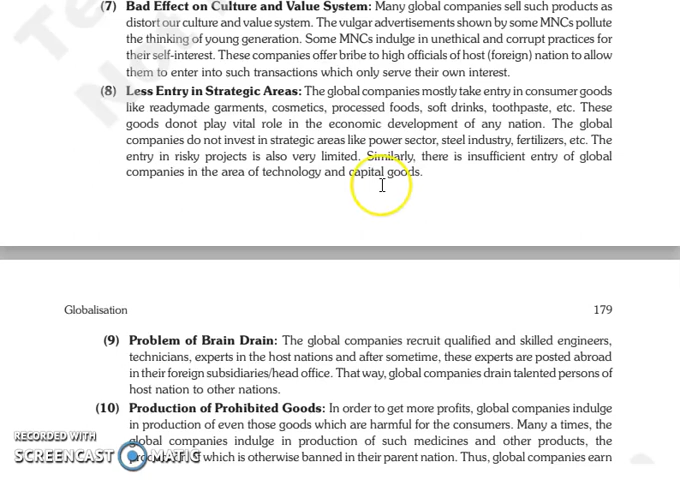 (7) Bad Effect on Culture and Value System: Many global companies sell such products as
distort our culture and value system. The vulgar advertisements shown by some MNCs pollute
the thinking of young generation. Some MNCs indulge in unethical and corrupt practices for
their self-interest. These companies offer bribe to high officials of host (foreign) nation to allow
them to enter into such transactions which only serve their own interest.
(8) Less Entry in Strategic Areas: The global companies mostly take entry in consumer goods
like readymade garments, cosmetics, processed foods, soft drinks, toothpaste, etc. These
goods donot play vital role in the economic development of any nation. The global
companies do not invest in strategic areas like power sector, steel industry, fertilizers, etc. The
entry in risky projects is also very limited. Similarly, there is insufficient entry of global
companies in the area of technology and capital goods.
Globalisation 179
(9) Problem of Brain Drain: The global companies recruit qualified and skilled engineers,
technicians, experts in the host nations and after sometime, these experts are posted abroad
in their foreign subsidiaries/head office. That way, global companies drain talented persons of
host nation to other nations.
(10) Production of Prohibited Goods: In order to get more profits, global companies indulge
in production of even those goods which are harmful for the consumers. Many a times, the
global companies indulge in production of such medicines and other products, the
which is otherwise banned in their parent nation. Thus, global companies earn
RECORDED WITH
SCREENCAST MATIC